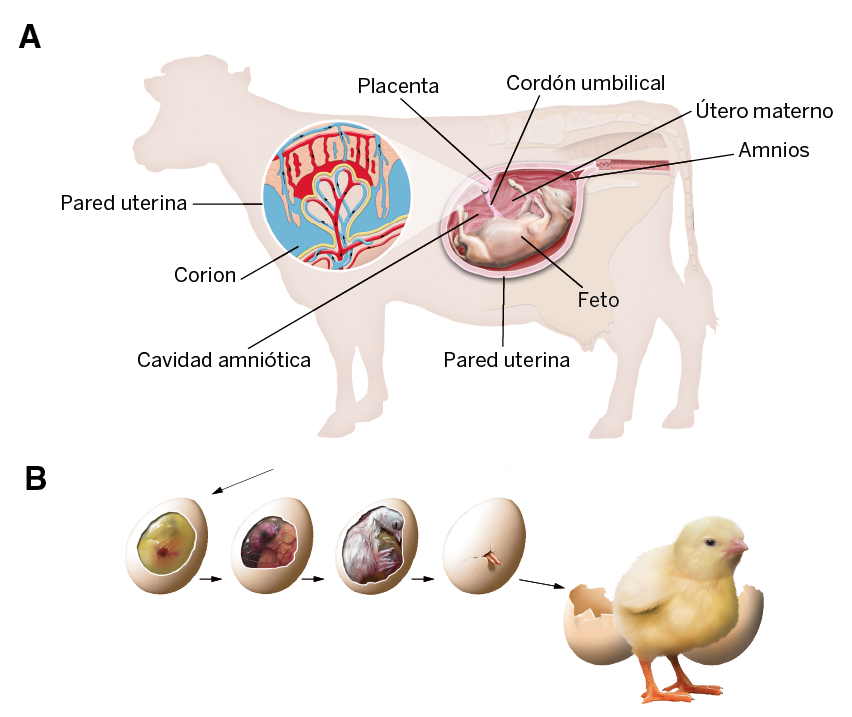 A
Placenta
Cordón umbilical
Útero materno
Amnios
Pared uterina
Corion
Feto
Cavidad amniótica
Pared uterina
B